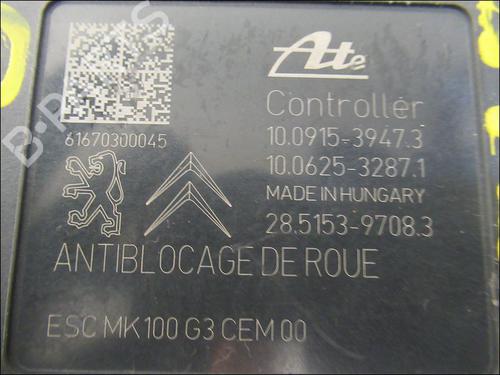 Ate
Controller
61670300045
10.0915-3947.3
10.0625-3287.1
MADE IN HUNGARY
28.5153-9708.3
ANTIBLOCAGE DE ROUE
ESC MK100 G3 CEM 00